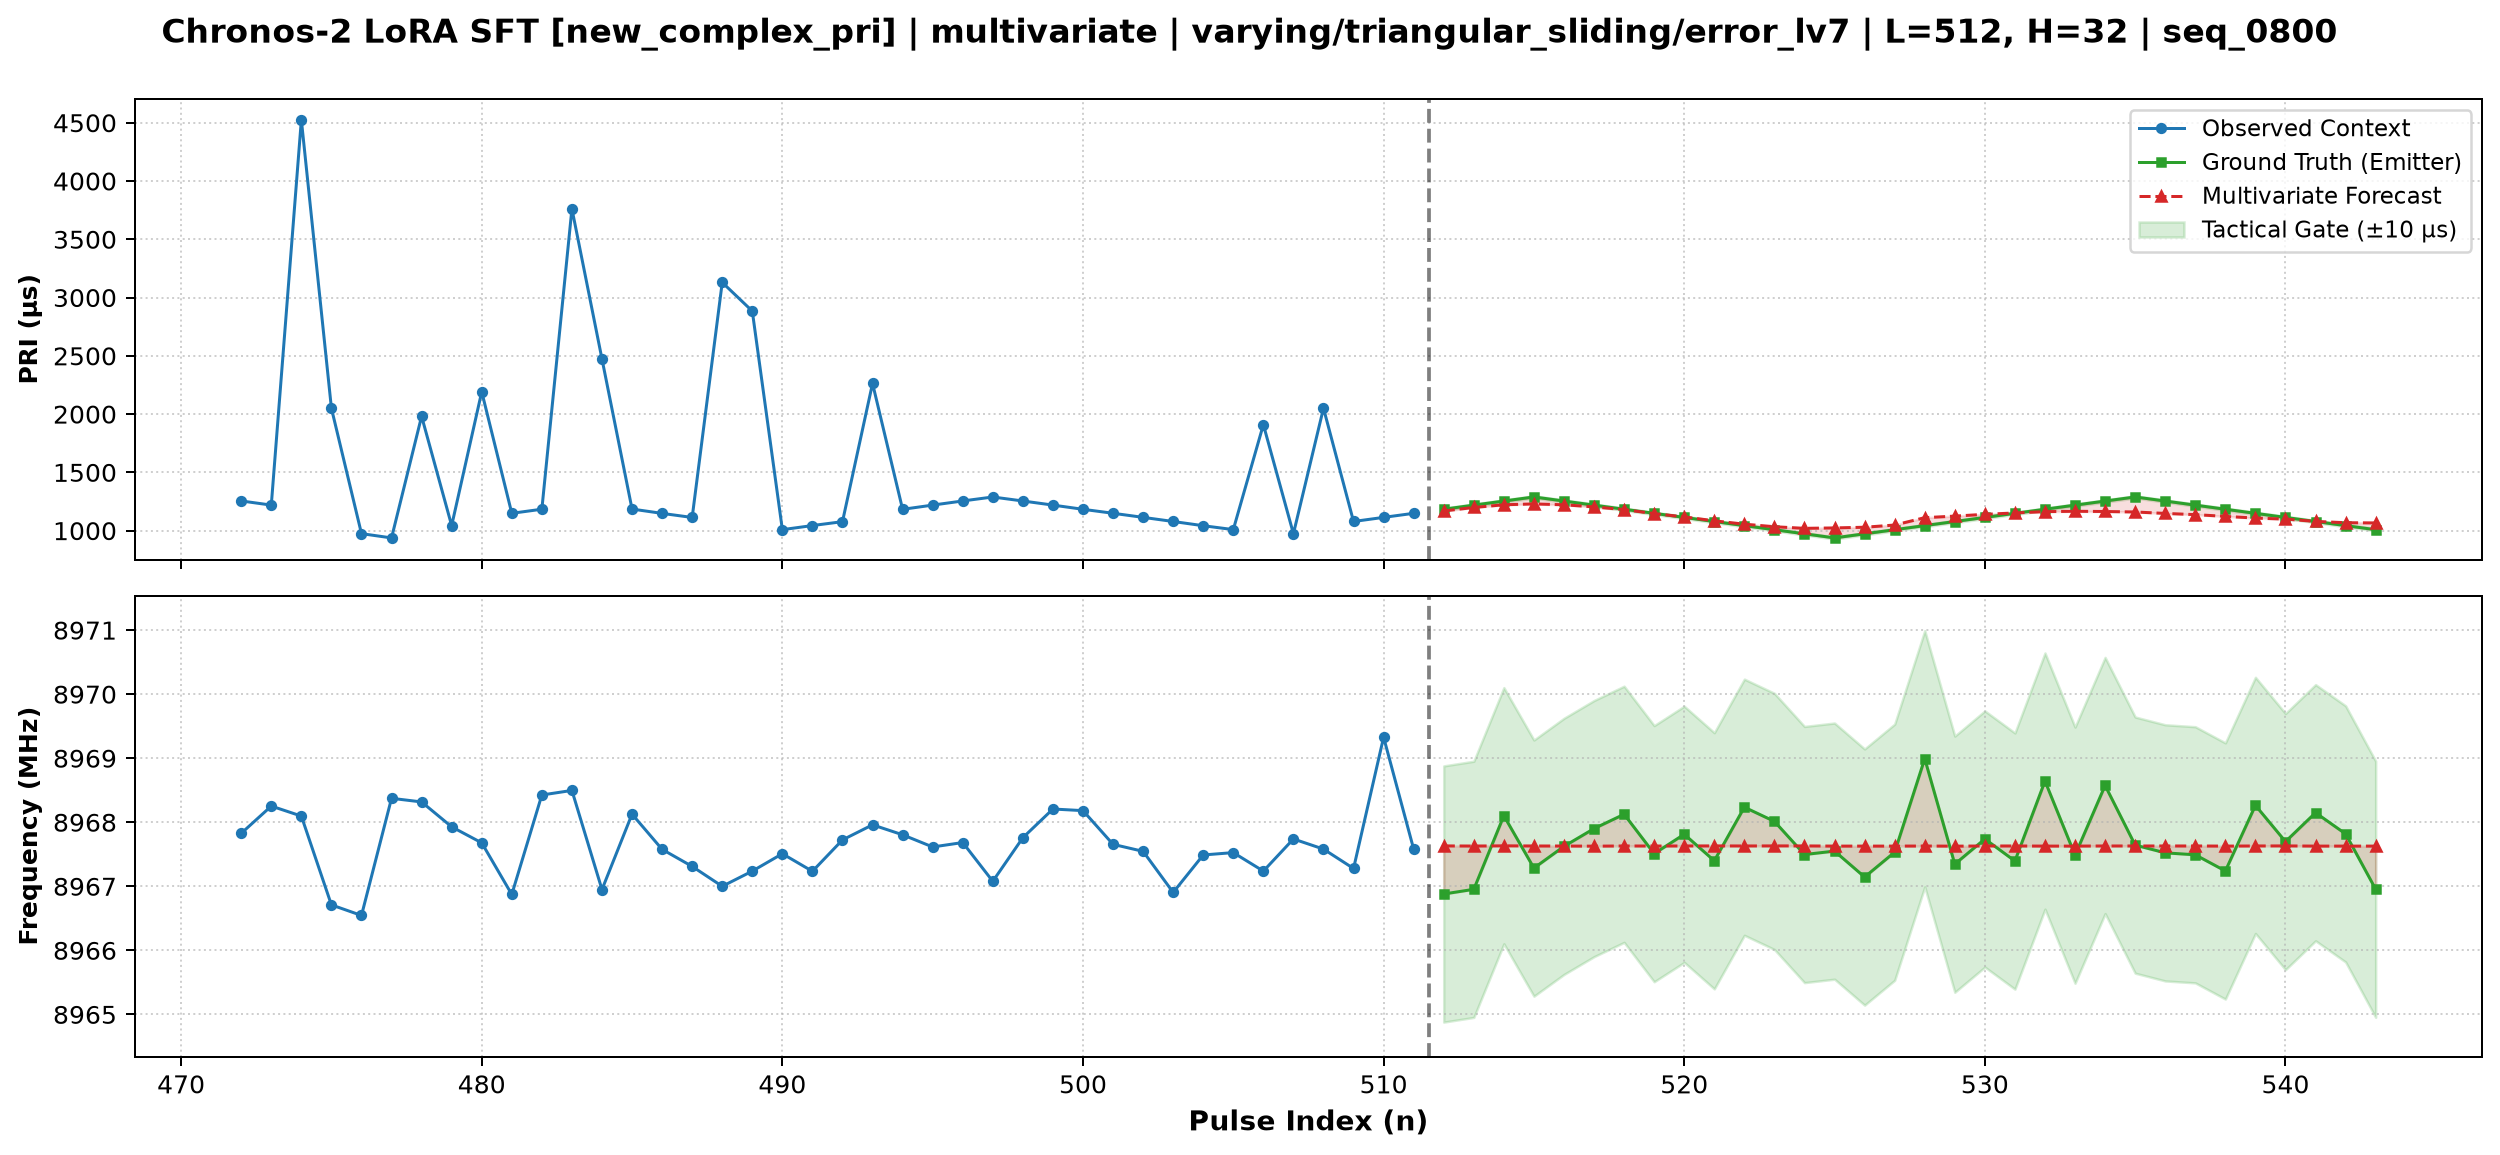 Chronos-2 LoRA SFT [new_complex_pri] | multivariate | varying/triangular_sliding/error_lv7 | L=512, H=32 | seq_0800
PRI (µs)
4500
4000
3500
3000
2500
2000
1500
1000
Observed Context
Ground Truth (Emitter)
Multivariate Forecast
Tactical Gate (±10 µs)
Frequency (MHz)
8971
8970
8969
8968
8967
8966
8965
470 480 490 500 510 520 530 540
Pulse Index (n)